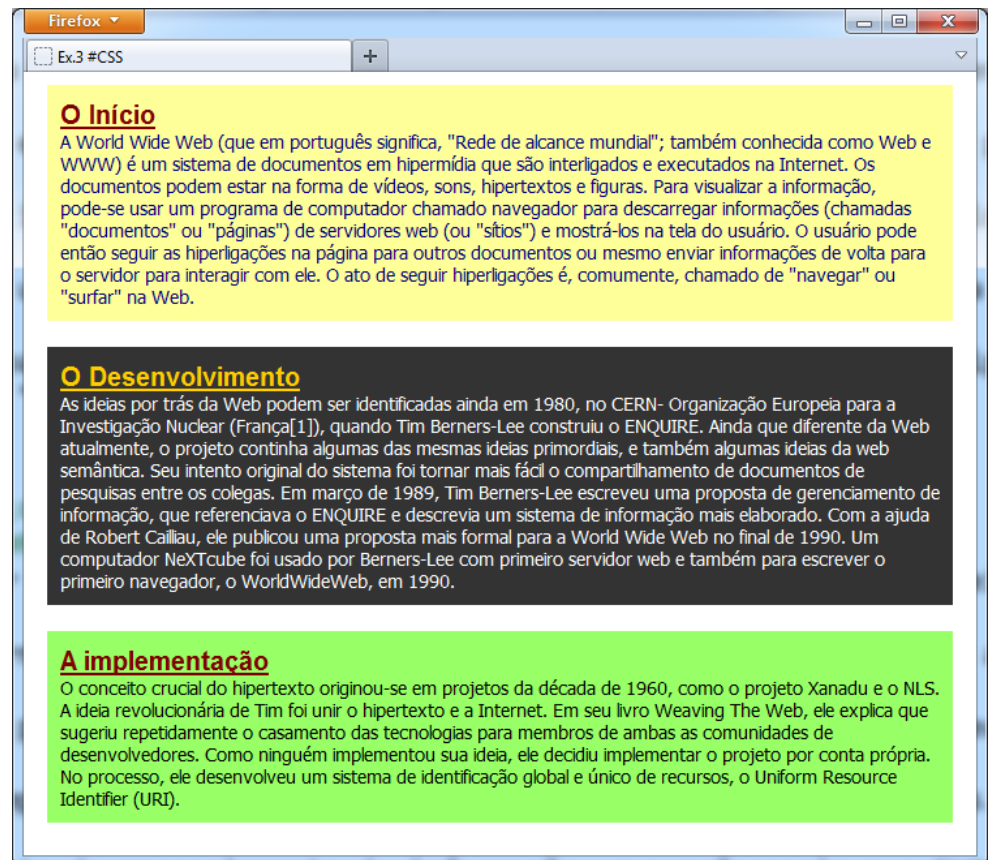 Firefox
Ex.3 #CSS
O Início
A World Wide Web (que em português significa, "Rede de alcance mundial"; também conhecida como Web e
WWW) é um sistema de documentos em hipermídia que são interligados e executados na Internet. Os
documentos podem estar na forma de vídeos, sons, hipertextos e figuras. Para visualizar a informação,
pode-se usar um programa de computador chamado navegador para descarregar informações (chamadas
"documentos" ou "páginas") de servidores web (ou "sítios") e mostrá-los na tela do usuário. O usuário pode
então seguir as hiperligações na página para outros documentos ou mesmo enviar informações de volta para
o servidor para interagir com ele. O ato de seguir hiperligações é, comumente, chamado de "navegar" ou
"surfar" na Web.
O Desenvolvimento
As ideias por trás da Web podem ser identificadas ainda em 1980, no CERN- Organização Europeia para a
Investigação Nuclear (França[1]), quando Tim Berners-Lee construiu o ENQUIRE. Ainda que diferente da Web
atualmente, o projeto continha algumas das mesmas ideias primordiais, e também algumas ideias da web
semântica. Seu intento original do sistema foi tornar mais fácil o compartilhamento de documentos de
pesquisas entre os colegas. Em março de 1989, Tim Berners-Lee escreveu uma proposta de gerenciamento de
informação, que referenciava o ENQUIRE e descrevia um sistema de informação mais elaborado. Com a ajuda
de Robert Cailliau, ele publicou uma proposta mais formal para a World Wide Web no final de 1990. Um
computador NeXTcube foi usado por Berners-Lee com primeiro servidor web e também para escrever o
primeiro navegador, o WorldWideWeb, em 1990.
A implementação
O conceito crucial do hipertexto originou-se em projetos da década de 1960, como o projeto Xanadu e o NLS.
A ideia revolucionária de Tim foi unir o hipertexto e a Internet. Em seu livro Weaving The Web, ele explica que
sugeriu repetidamente o casamento das tecnologias para membros de ambas as comunidades de
desenvolvedores. Como ninguém implementou sua ideia, ele decidiu implementar o projeto por conta própria.
No processo, ele desenvolveu um sistema de identificação global e único de recursos, o Uniform Resource
Identifier (URI).